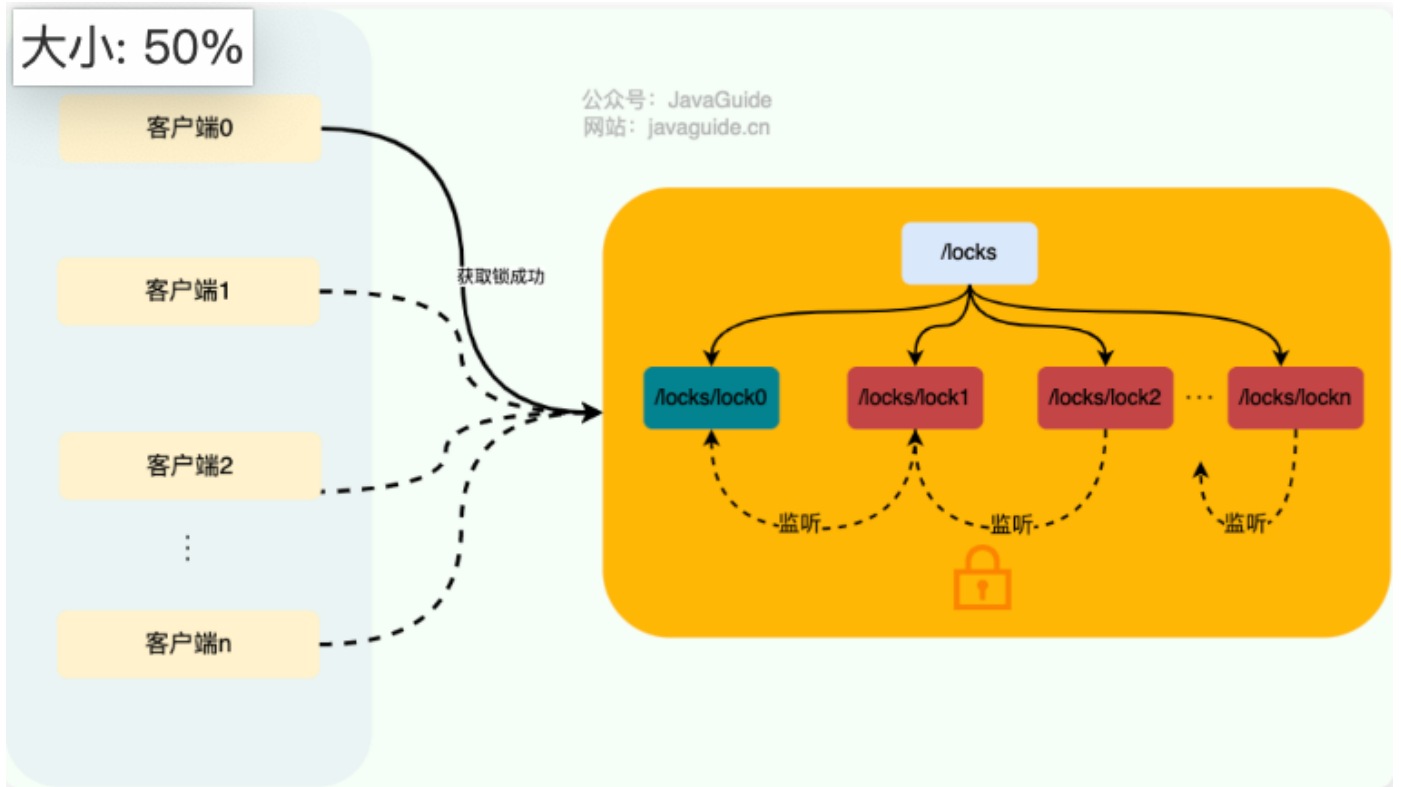 大小: 50%
公众号：JavaGuide
网站：javaguide.cn
客户端0
客户端1
客户端2
⋮
客户端n
获取锁成功
/locks
/locks/lock0
/locks/lock1
/locks/lock2
···
/locks/lockn
监听
监听
监听